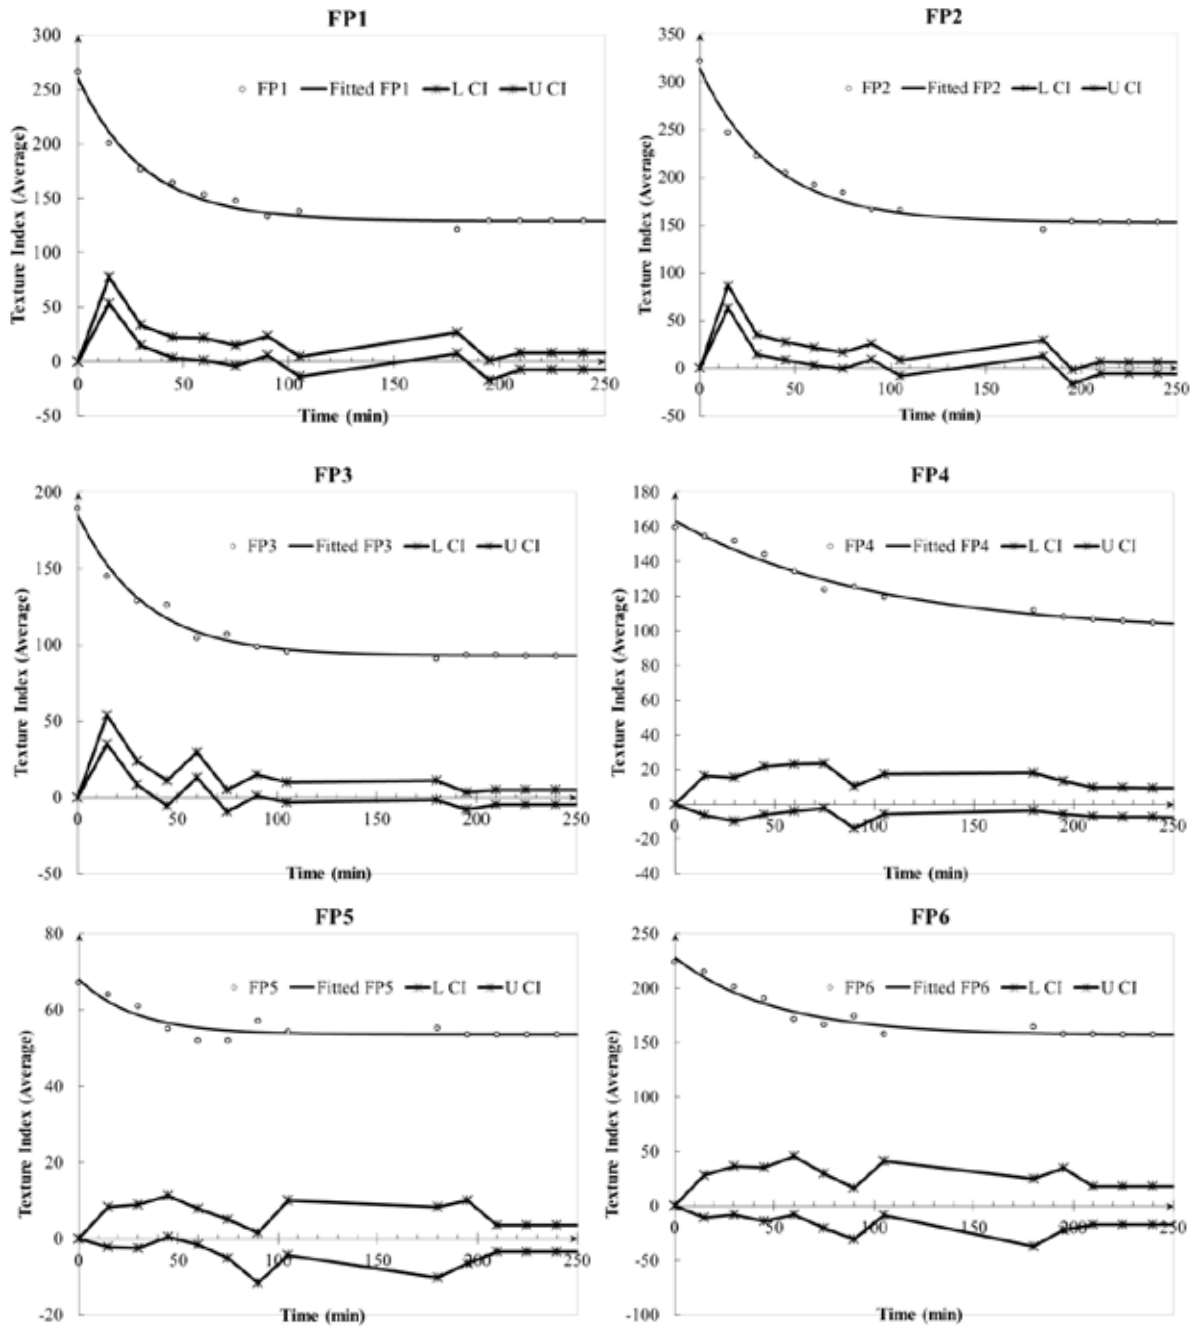 FP1
300
250
200
150
100
50
0
-50
Texture Index (Average)
FP1 Fitted FP1 L CI U CI
0 50 100 150 200 250
Time (min)
FP2
350
300
250
200
150
100
50
0
-50
Texture Index (Average)
FP2 Fitted FP2 L CI U CI
0 50 100 150 200 250
Time (min)
FP3
200
150
100
50
0
-50
Texture Index (Average)
FP3 Fitted FP3 L CI U CI
0 50 100 150 200 250
Time (min)
FP4
180
160
140
120
100
80
60
40
20
0
-20
-40
Texture Index (Average)
FP4 Fitted FP4 L CI U CI
0 50 100 150 200 250
Time (min)
FP5
80
60
40
20
0
-20
Texture Index (Average)
FP5 Fitted FP5 L CI U CI
0 50 100 150 200 250
Time (min)
FP6
250
200
150
100
50
0
-50
-100
Texture Index (Average)
FP6 Fitted FP6 L CI U CI
0 50 100 150 200 250
Time (min)